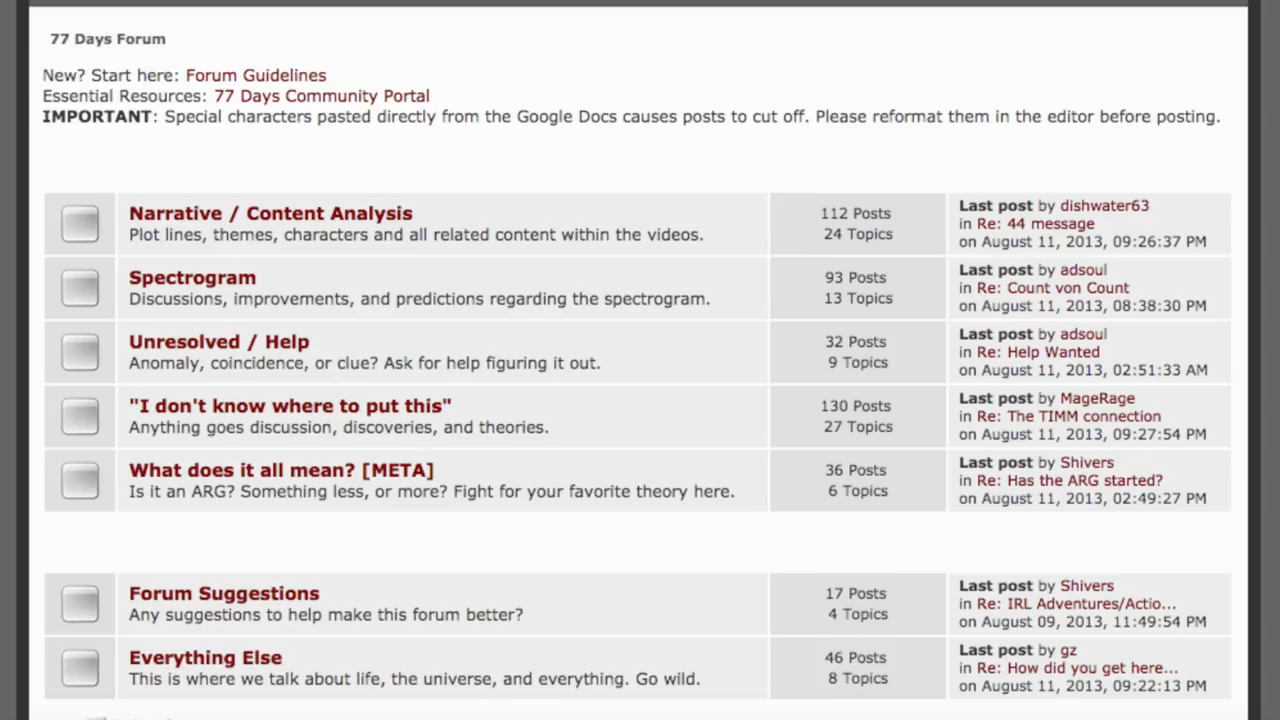 77 Days Forum
New? Start here: Forum Guidelines
Essential Resources: 77 Days Community Portal
IMPORTANT: Special characters pasted directly from the Google Docs causes posts to cut off. Please reformat them in the editor before posting.
Narrative / Content Analysis
Plot lines, themes, characters and all related content within the videos.
112 Posts
24 Topics
Last post by dishwater63
in Re: 44 message
on August 11, 2013, 09:26:37 PM
Spectrogram
Discussions, improvements, and predictions regarding the spectrogram.
93 Posts
13 Topics
Last post by adsoul
in Re: Count von Count
on August 11, 2013, 08:38:30 PM
Unresolved / Help
Anomaly, coincidence, or clue? Ask for help figuring it out.
32 Posts
9 Topics
Last post by adsoul
in Re: Help Wanted
on August 11, 2013, 02:51:33 AM
"I don't know where to put this"
Anything goes discussion, discoveries, and theories.
130 Posts
27 Topics
Last post by MageRage
in Re: The TIMM connection
on August 11, 2013, 09:27:54 PM
What does it all mean? [META]
Is it an ARG? Something less, or more? Fight for your favorite theory here.
36 Posts
6 Topics
Last post by Shivers
in Re: Has the ARG started?
on August 11, 2013, 02:49:27 PM
Forum Suggestions
Any suggestions to help make this forum better?
17 Posts
4 Topics
Last post by Shivers
in Re: IRL Adventures/Actio...
on August 09, 2013, 11:49:54 PM
Everything Else
This is where we talk about life, the universe, and everything. Go wild.
46 Posts
8 Topics
Last post by gz
in Re: How did you get here...
on August 11, 2013, 09:22:13 PM